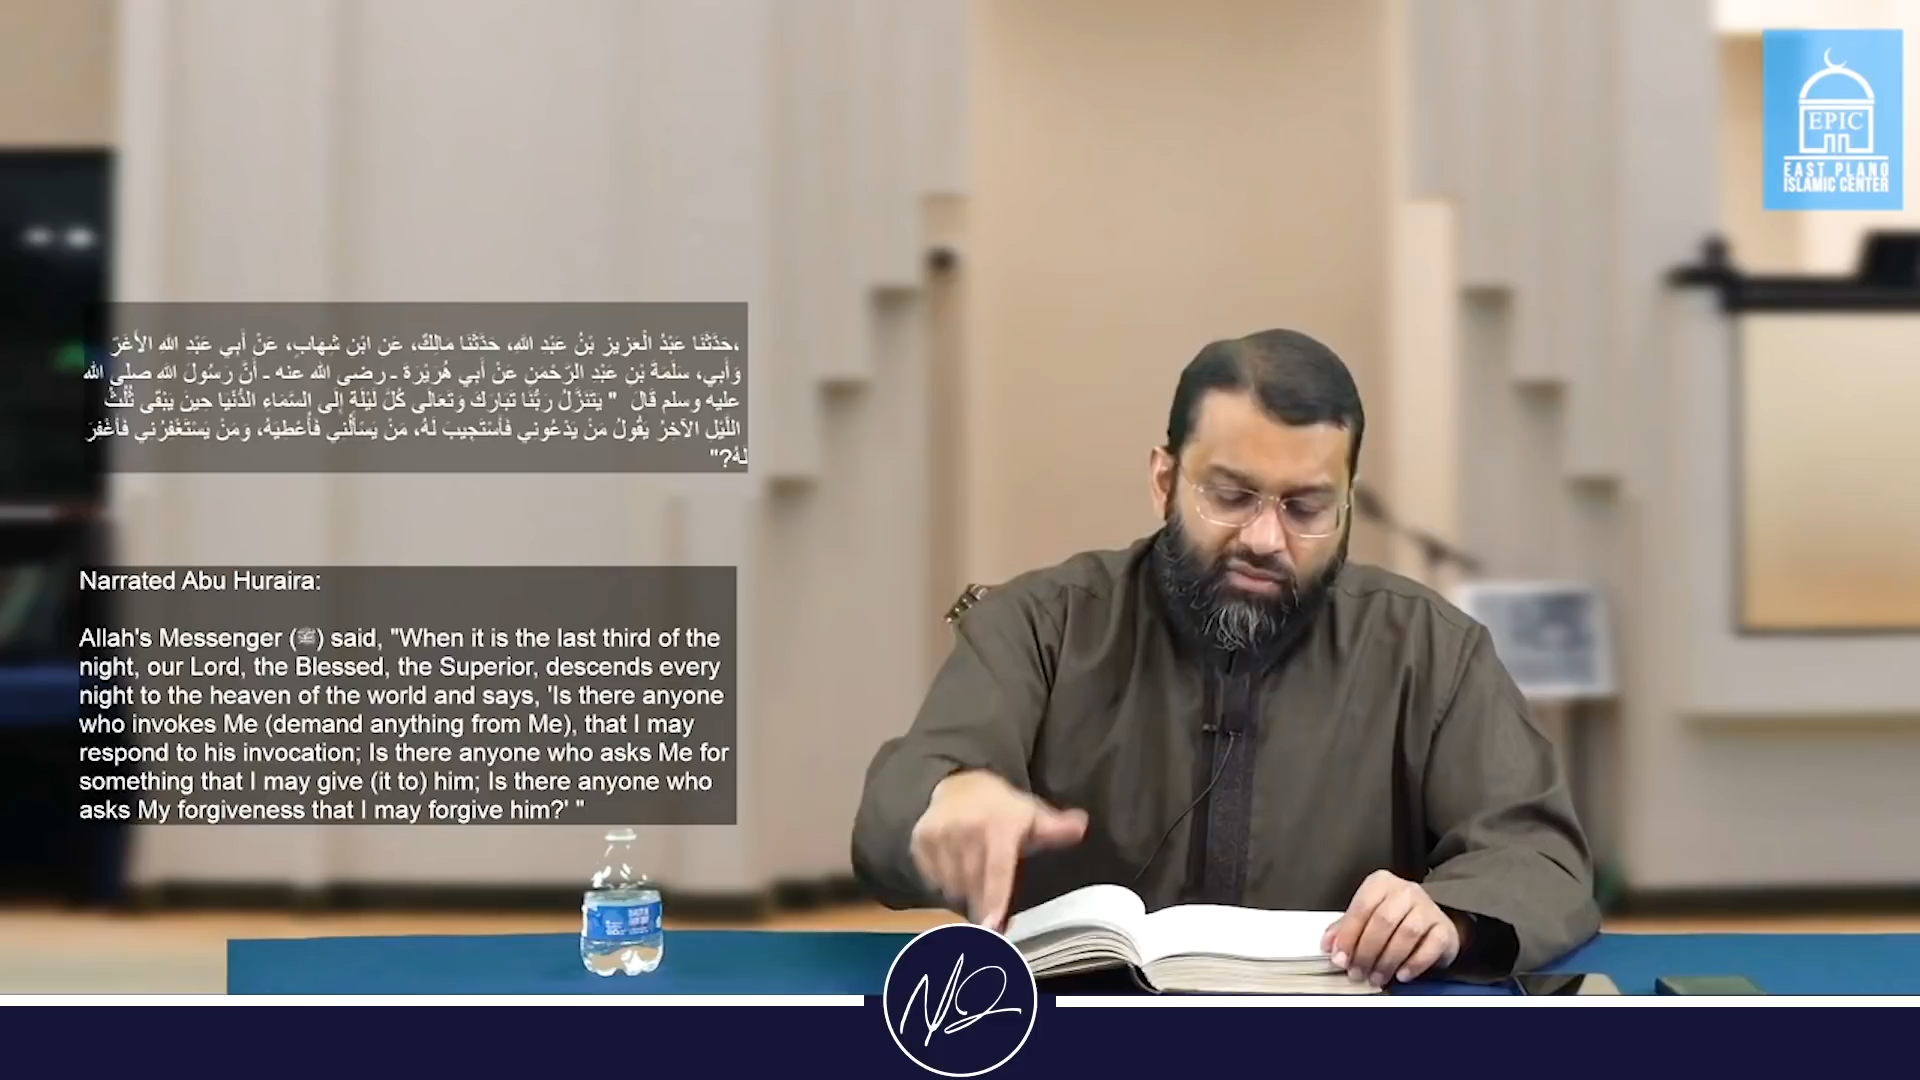 حَدَّثَنَا عَبْدُ الْعَزِيزِ بْنُ عَبْدِ اللَّهِ، حَدَّثَنَا مَالِكٌ، عَنِ ابْنِ شِهَابٍ، عَنْ أَبِي عَبْدِ اللَّهِ الأَغَرِّ،
وَأَبِي، سَلَمَةَ بْنِ عَبْدِ الرَّحْمَنِ عَنْ أَبِي هُرَيْرَةَ ـ رضى الله عنه ـ أَنَّ رَسُولَ اللَّهِ صلى الله
عليه وسلم قَالَ " يَتَنَزَّلُ رَبُّنَا تَبَارَكَ وَتَعَالَى كُلَّ لَيْلَةٍ إِلَى السَّمَاءِ الدُّنْيَا حِينَ يَبْقَى ثُلُثُ
اللَّيْلِ الآخِرُ يَقُولُ مَنْ يَدْعُونِي فَأَسْتَجِيبَ لَهُ، مَنْ يَسْأَلُنِي فَأُعْطِيَهُ، وَمَنْ يَسْتَغْفِرُنِي فَأَغْفِرَ
لَهُ?"
Narrated Abu Huraira:
Allah's Messenger (ﷺ) said, "When it is the last third of the
night, our Lord, the Blessed, the Superior, descends every
night to the heaven of the world and says, 'Is there anyone
who invokes Me (demand anything from Me), that I may
respond to his invocation; Is there anyone who asks Me for
something that I may give (it to) him; Is there anyone who
asks My forgiveness that I may forgive him?' "
EPIC
EAST PLANO
ISLAMIC CENTER